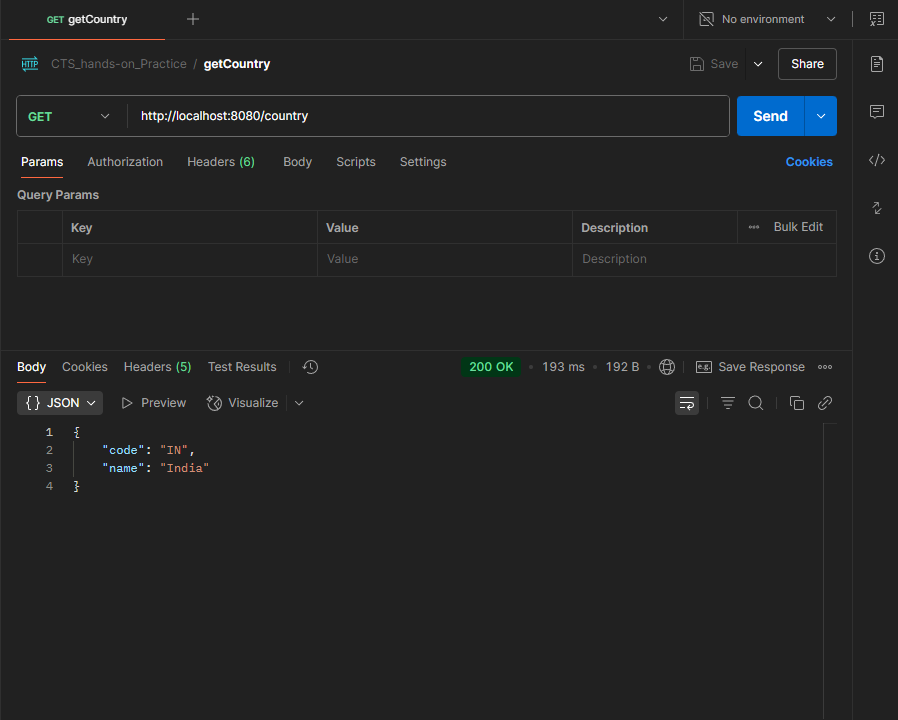 GET getCountry
No environment
HTTP CTS_hands-on_Practice / getCountry
Save
Share
GET
http://localhost:8080/country
Send
Params Authorization Headers (6) Body Scripts Settings
Cookies
Query Params
Key Value Description Bulk Edit
Key Value Description
Body Cookies Headers (5) Test Results
200 OK • 193 ms • 192 B • e.g. Save Response
{} JSON Preview Visualize
1 {
2 "code": "IN",
3 "name": "India"
4 }